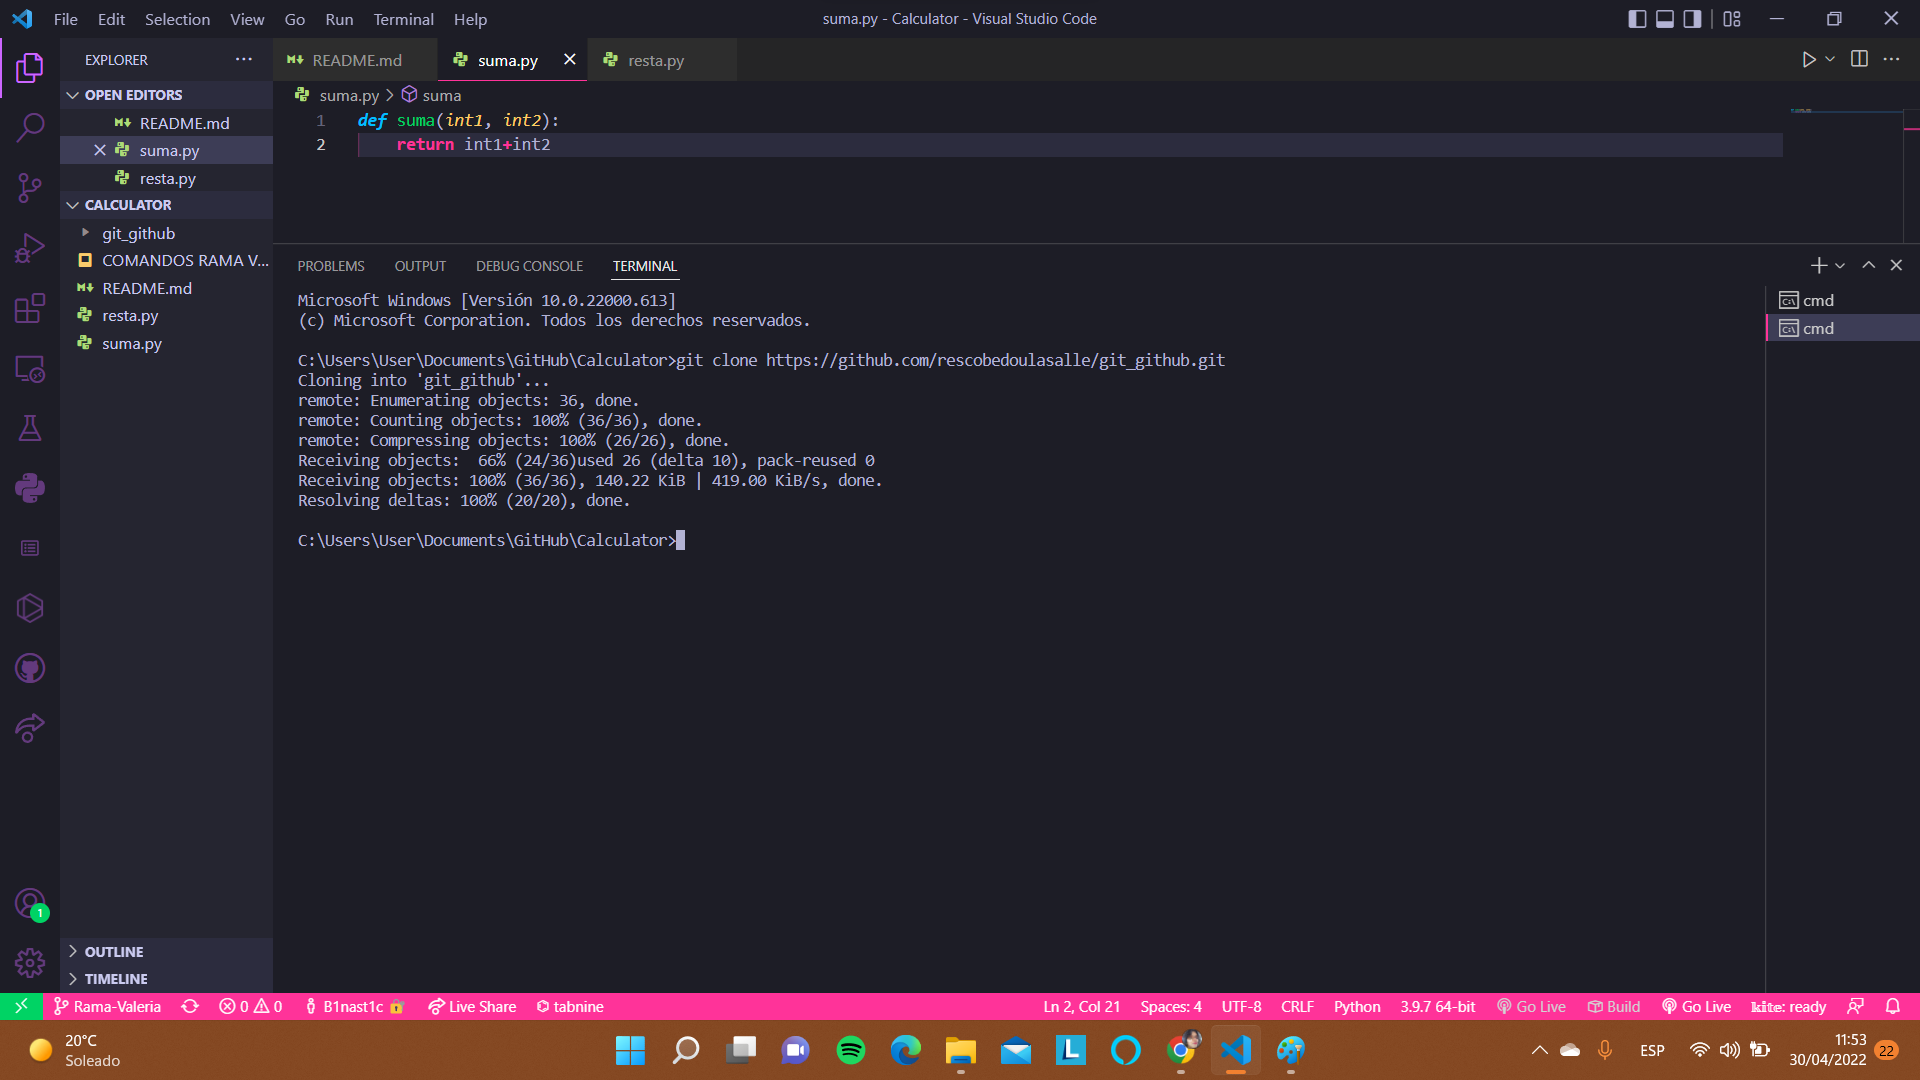 File Edit Selection View Go Run Terminal Help
suma.py - Calculator - Visual Studio Code
EXPLORER
README.md
suma.py
resta.py
OPEN EDITORS
README.md
suma.py
resta.py
CALCULATOR
git_github
COMANDOS RAMA V...
README.md
resta.py
suma.py
OUTLINE
TIMELINE
suma.py > suma
1 def suma(int1, int2):
2 return int1+int2
PROBLEMS OUTPUT DEBUG CONSOLE TERMINAL
Microsoft Windows [Versión 10.0.22000.613]
(c) Microsoft Corporation. Todos los derechos reservados.
C:\Users\User\Documents\GitHub\Calculator>git clone https://github.com/rescobedoulasalle/git_github.git
Cloning into 'git_github'...
remote: Enumerating objects: 36, done.
remote: Counting objects: 100% (36/36), done.
remote: Compressing objects: 100% (26/26), done.
Receiving objects:  66% (24/36)used 26 (delta 10), pack-reused 0
Receiving objects: 100% (36/36), 140.22 KiB | 419.00 KiB/s, done.
Resolving deltas: 100% (20/20), done.
C:\Users\User\Documents\GitHub\Calculator>
cmd
cmd
1
Rama-Valeria 0 0 B1nast1c Live Share tabnine
Ln 2, Col 21 Spaces: 4 UTF-8 CRLF Python 3.9.7 64-bit Go Live Build Go Live kite: ready
20°C
Soleado
ESP
11:53
30/04/2022
22